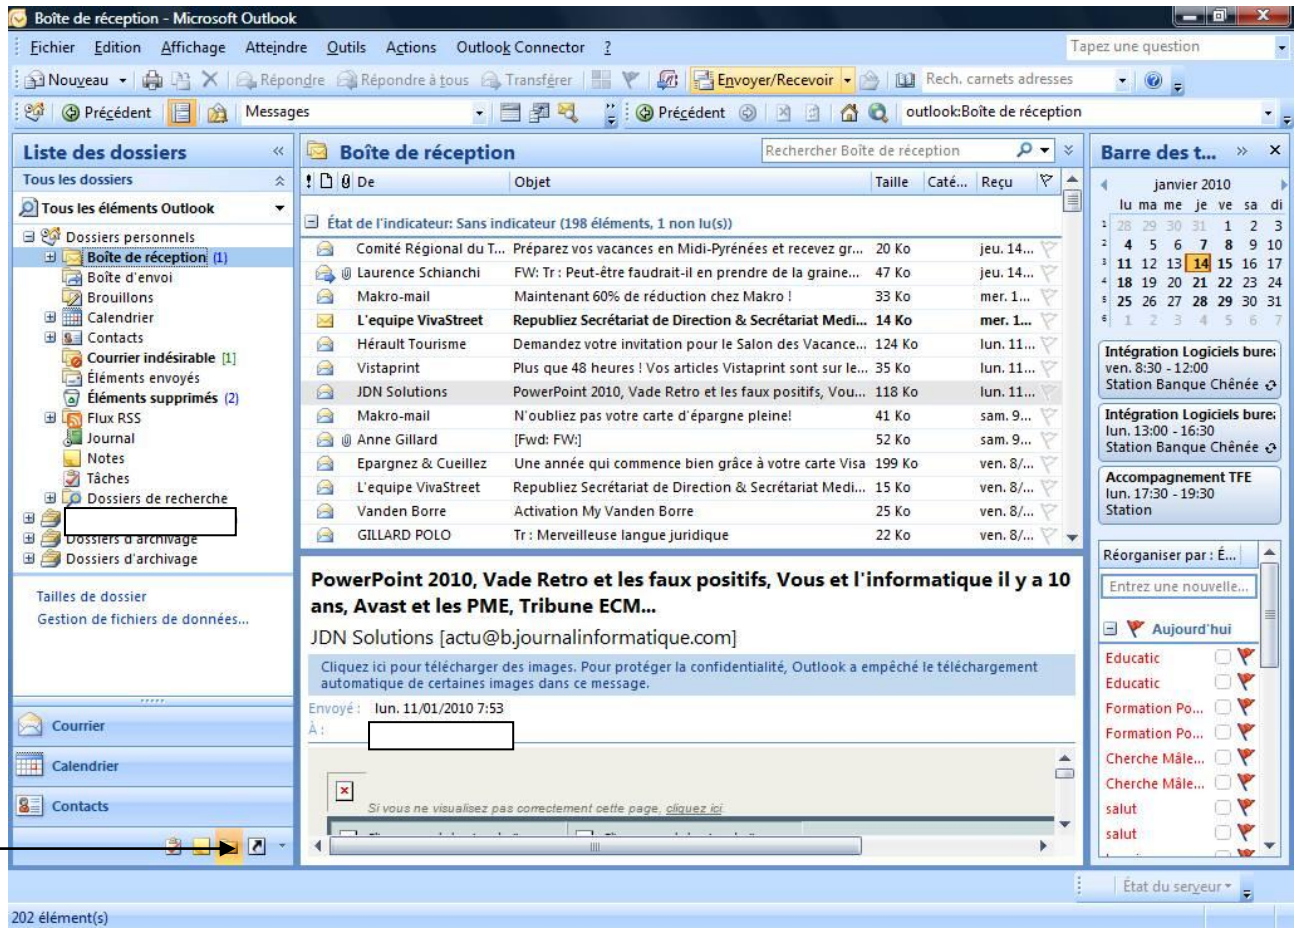 Boîte de réception - Microsoft Outlook
Fichier Edition Affichage Atteindre Outils Actions Outlook Connector ? Tapez une question
Nouveau Répondre Répondre à tous Transférer Envoyer/Recevoir Rech. carnets adresses
Précédent Messages Précédent outlook:Boîte de réception
Liste des dossiers «
Tous les dossiers
Tous les éléments Outlook
Dossiers personnels
Boîte de réception (1)
Boîte d'envoi
Brouillons
Calendrier
Contacts
Courrier indésirable [1]
Éléments envoyés
Éléments supprimés (2)
Flux RSS
Journal
Notes
Tâches
Dossiers de recherche
Dossiers d'archivage
Dossiers d'archivage
Tailles de dossier
Gestion de fichiers de données...
Courrier
Calendrier
Contacts
Boîte de réception Rechercher Boîte de réception
! De Objet Taille Caté... Reçu
État de l'indicateur: Sans indicateur (198 éléments, 1 non lu(s))
Comité Régional du T... Préparez vos vacances en Midi-Pyrénées et recevez gr... 20 Ko jeu. 14...
Laurence Schianchi FW: Tr : Peut-être faudrait-il en prendre de la graine... 47 Ko jeu. 14...
Makro-mail Maintenant 60% de réduction chez Makro ! 33 Ko mer. 1...
L'equipe VivaStreet Republiez Secrétariat de Direction & Secrétariat Medi... 14 Ko mer. 1...
Hérault Tourisme Demandez votre invitation pour le Salon des Vacance... 124 Ko lun. 11...
Vistaprint Plus que 48 heures ! Vos articles Vistaprint sont sur le... 35 Ko lun. 11...
JDN Solutions PowerPoint 2010, Vade Retro et les faux positifs, Vou... 118 Ko lun. 11...
Makro-mail N'oubliez pas votre carte d'épargne pleine! 41 Ko sam. 9...
Anne Gillard [Fwd: FW:] 52 Ko sam. 9...
Epargnez & Cueillez Une année qui commence bien grâce à votre carte Visa 199 Ko ven. 8/...
L'equipe VivaStreet Republiez Secrétariat de Direction & Secrétariat Medi... 15 Ko ven. 8/...
Vanden Borre Activation My Vanden Borre 25 Ko ven. 8/...
GILLARD POLO Tr : Merveilleuse langue juridique 22 Ko ven. 8/...
PowerPoint 2010, Vade Retro et les faux positifs, Vous et l'informatique il y a 10
ans, Avast et les PME, Tribune ECM...
JDN Solutions [actu@b.journalinformatique.com]
Cliquez ici pour télécharger des images. Pour protéger la confidentialité, Outlook a empêché le téléchargement
automatique de certaines images dans ce message.
Envoyé : lun. 11/01/2010 7:53
À :
Si vous ne visualisez pas correctement cette page, cliquez ici
Barre des t... » ×
janvier 2010
lu ma me je ve sa di
1 28 29 30 31 1 2 3
2 4 5 6 7 8 9 10
3 11 12 13 14 15 16 17
4 18 19 20 21 22 23 24
5 25 26 27 28 29 30 31
6 1 2 3 4 5 6 7
Intégration Logiciels bure
ven. 8:30 - 12:00
Station Banque Chênée
Intégration Logiciels bure
lun. 13:00 - 16:30
Station Banque Chênée
Accompagnement TFE
lun. 17:30 - 19:30
Station
Réorganiser par : É...
Entrez une nouvelle...
Aujourd'hui
Educatic
Educatic
Formation Po...
Formation Po...
Cherche Mâle...
Cherche Mâle...
salut
salut
État du serveur
202 élément(s)